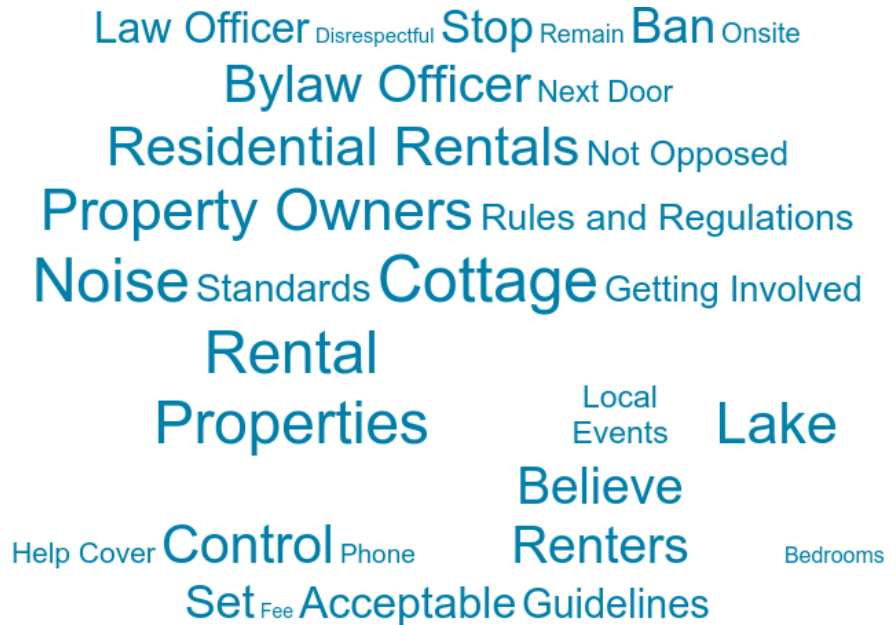 Law Officer Disrespectful Stop Remain Ban Onsite
Bylaw Officer Next Door
Residential Rentals Not Opposed
Property Owners Rules and Regulations
Noise Standards Cottage Getting Involved
Rental
Properties Local
Events Lake
Believe
Help Cover Control Phone Renters Bedrooms
Set Fee Acceptable Guidelines